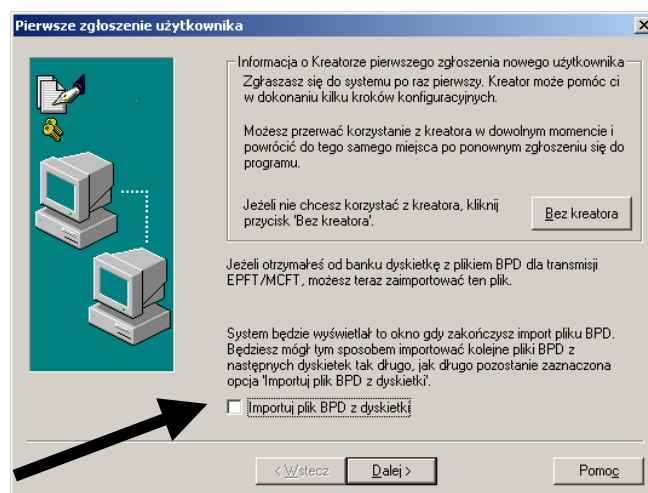 Pierwsze zgłoszenie użytkownika
Informacja o Kreatorze pierwszego zgłoszenia nowego użytkownika
Zgłaszasz się do systemu po raz pierwszy. Kreator może pomóc ci
w dokonaniu kilku kroków konfiguracyjnych.
Możesz przerwać korzystanie z kreatora w dowolnym momencie i
powrócić do tego samego miejsca po ponownym zgłoszeniu się do
programu.
Jeżeli nie chcesz korzystać z kreatora, kliknij
przycisk 'Bez kreatora'.
Bez kreatora
Jeżeli otrzymałeś od banku dyskietkę z plikiem BPD dla transmisji
EPFT/MCFT, możesz teraz zaimportować ten plik.
System będzie wyświetlał to okno gdy zakończysz import pliku BPD.
Będziesz mógł tym sposobem importować kolejne pliki BPD z
następnych dyskietek tak długo, jak długo pozostanie zaznaczona
opcja 'Importuj plik BPD z dyskietki'.
Importuj plik BPD z dyskietki
< Wstecz
Dalej >
Pomoc